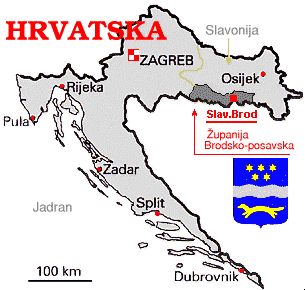 HRVATSKA
Slavonija
ZAGREB
Osijek
Rijeka
Slav.Brod
Pula
Županija
Brodsko-posavska
Zadar
Jadran
Split
100 km
Dubrovnik